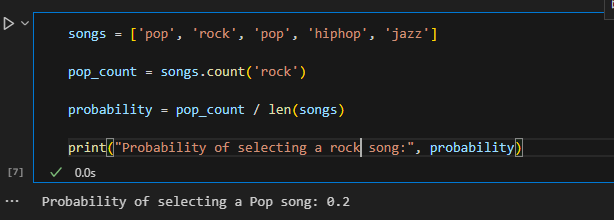 songs = ['pop', 'rock', 'pop', 'hiphop', 'jazz']
pop_count = songs.count('rock')
probability = pop_count / len(songs)
print("Probability of selecting a rock song:", probability)
[7]
0.0s
... Probability of selecting a Pop song: 0.2